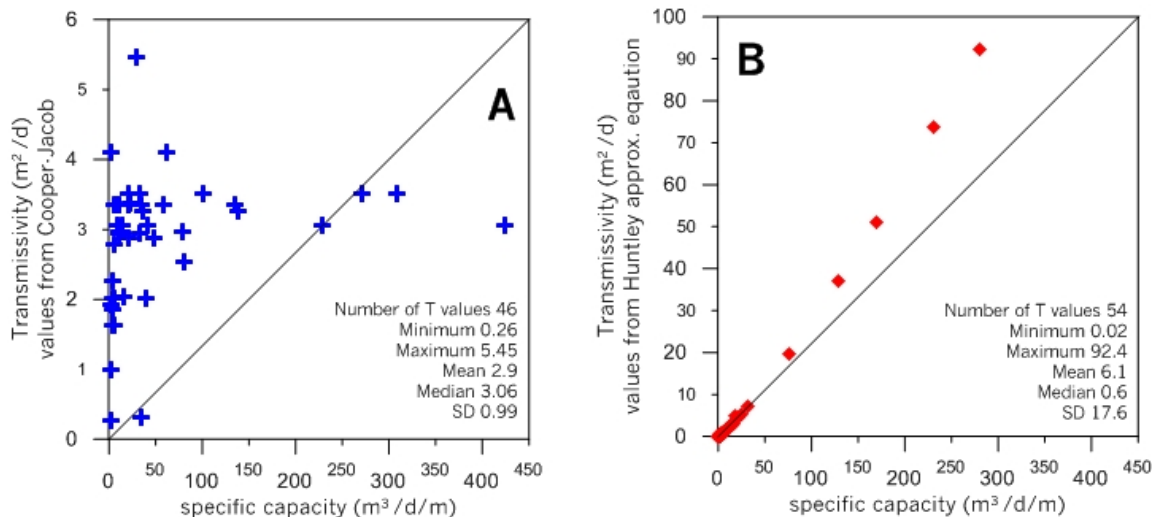 A
Transmissivity (m²/d)
values from Cooper-Jacob
6
5
4
3
2
1
0
Number of T values 46
Minimum 0.26
Maximum 5.45
Mean 2.9
Median 3.06
SD 0.99
0 50 100 150 200 250 300 350 400 450
specific capacity (m³/d/m)
B
Transmissivity (m²/d)
values from Huntley approx. eqaution
100
90
80
70
60
50
40
30
20
10
0
Number of T values 54
Minimum 0.02
Maximum 92.4
Mean 6.1
Median 0.6
SD 17.6
0 50 100 150 200 250 300 350 400 450
specific capacity (m³/d/m)